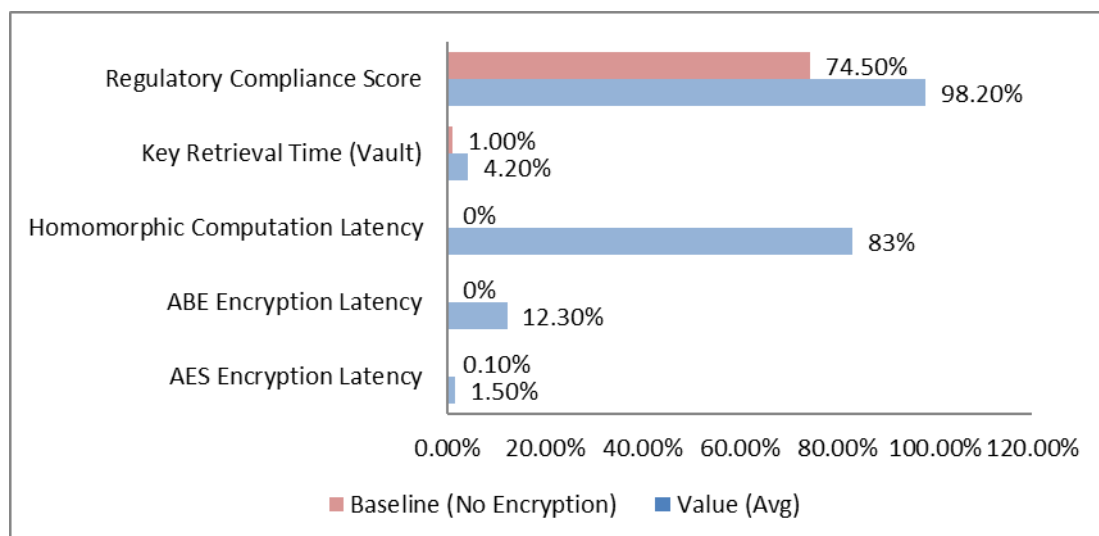 Regulatory Compliance Score
74.50%
98.20%
Key Retrieval Time (Vault)
1.00%
4.20%
Homomorphic Computation Latency
0%
83%
ABE Encryption Latency
0%
12.30%
AES Encryption Latency
0.10%
1.50%
0.00% 20.00% 40.00% 60.00% 80.00% 100.00% 120.00%
Baseline (No Encryption) Value (Avg)